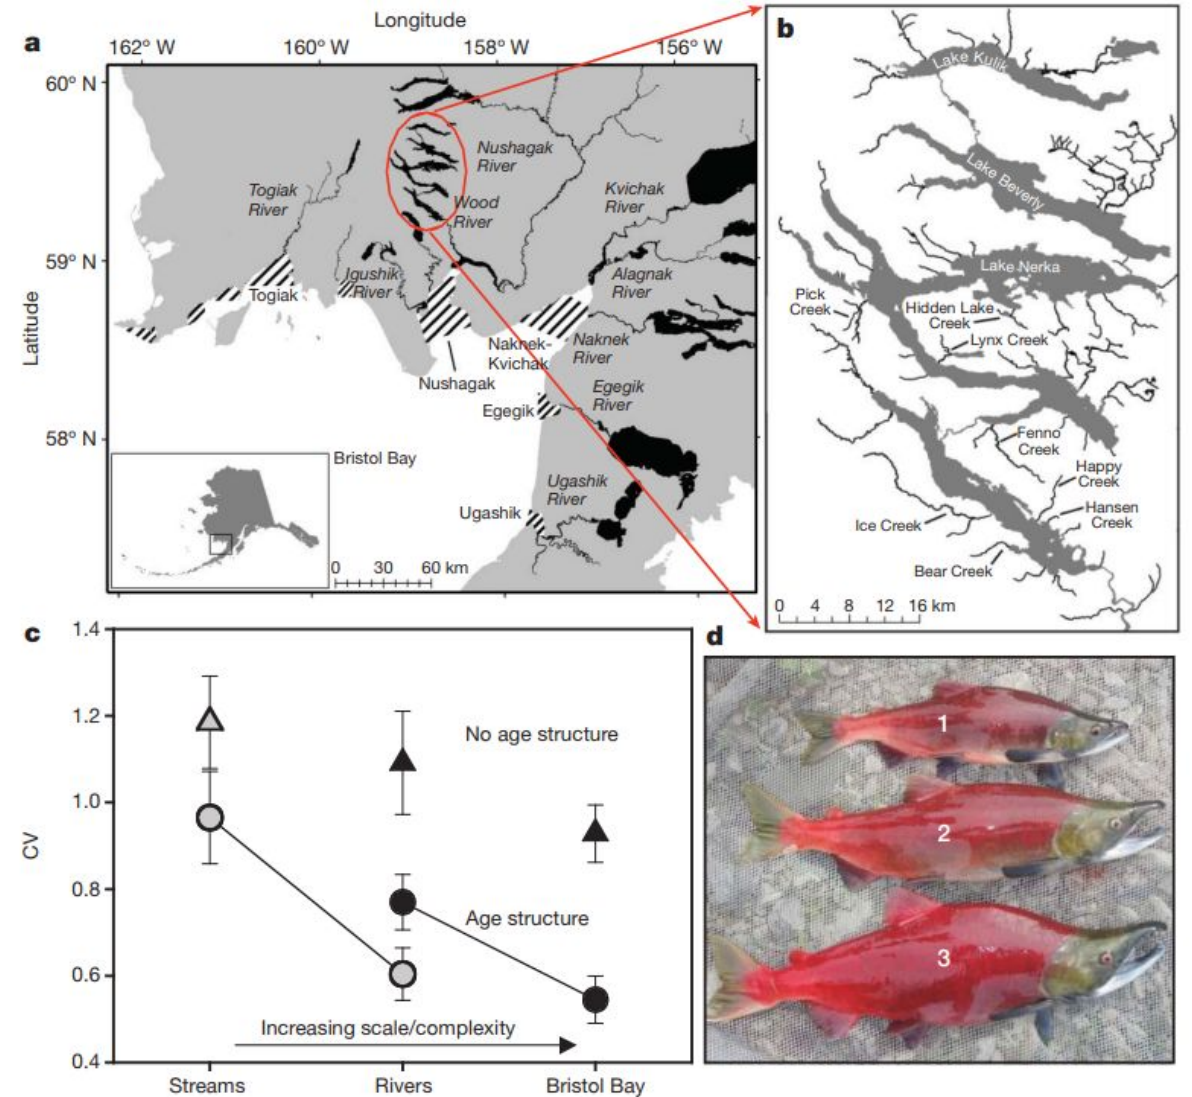 Longitude
a
162° W
160° W
158° W
156° W
60° N
59° N
58° N
Latitude
Togiak
River
Nushagak
River
Wood
River
Kvichak
River
Igushik
River
Alagnak
River
Togiak
Naknek-
Kvichak
Naknek
River
Nushagak
Egegik
River
Egegik
Bristol Bay
Ugashik
River
Ugashik
0 30 60 km
b
Lake Kulik
Lake Beverly
Lake Nerka
Pick
Creek
Hidden Lake
Creek
Lynx Creek
Fenno
Creek
Happy
Creek
Hansen
Creek
Ice Creek
Bear Creek
0 4 8 12 16 km
c
1.4
1.2
1.0
0.8
0.6
0.4
CV
No age structure
Age structure
Increasing scale/complexity
Streams
Rivers
Bristol Bay
d
1
2
3